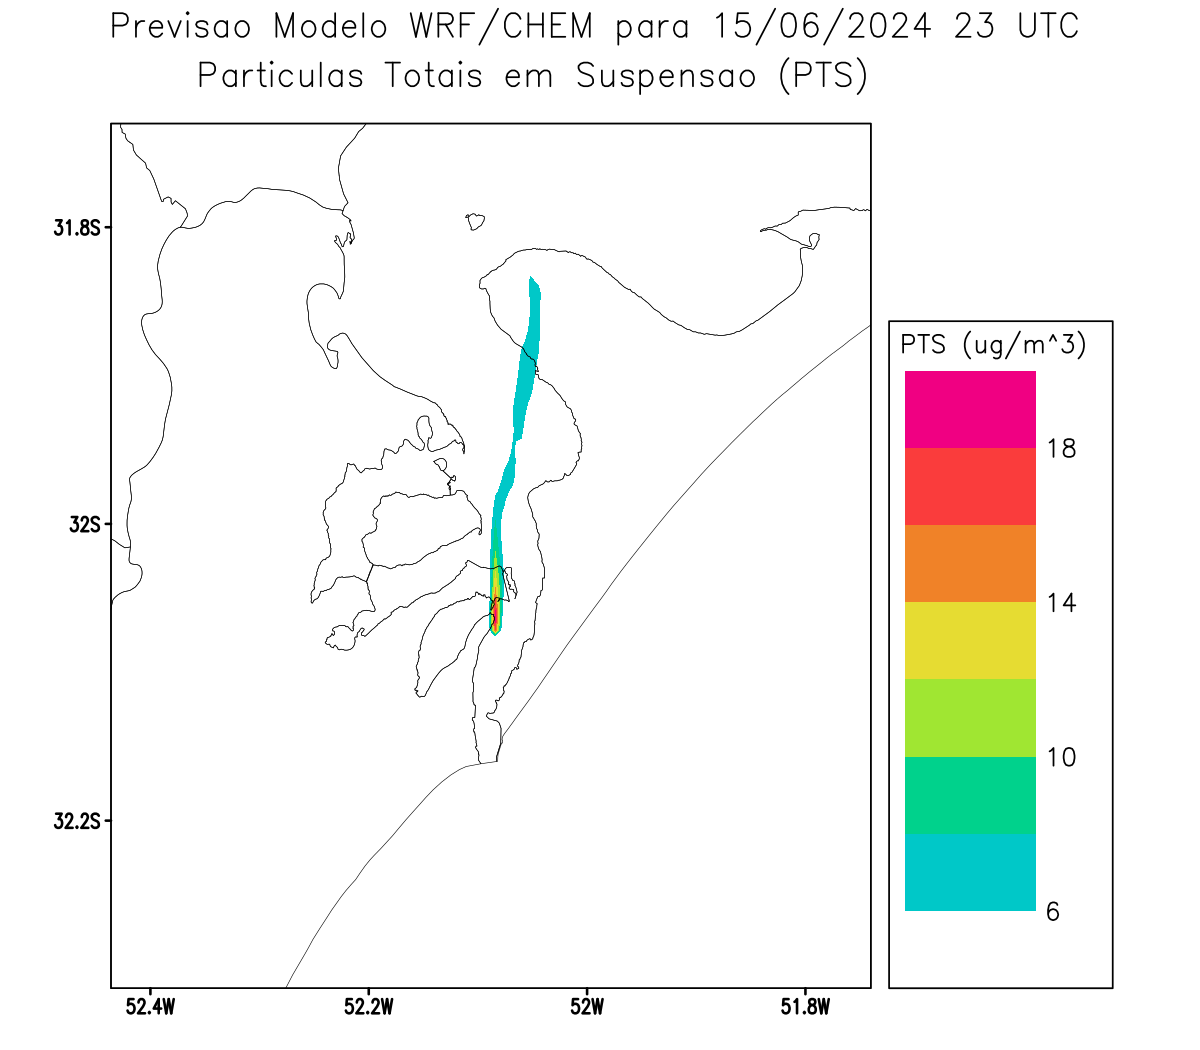 Previsao Modelo WRF/CHEM para 15/06/2024 23 UTC
Particulas Totais em Suspensao (PTS)
31.8S
32S
32.2S
52.4W 52.2W 52W 51.8W
PTS (ug/m^3)
18
14
10
6